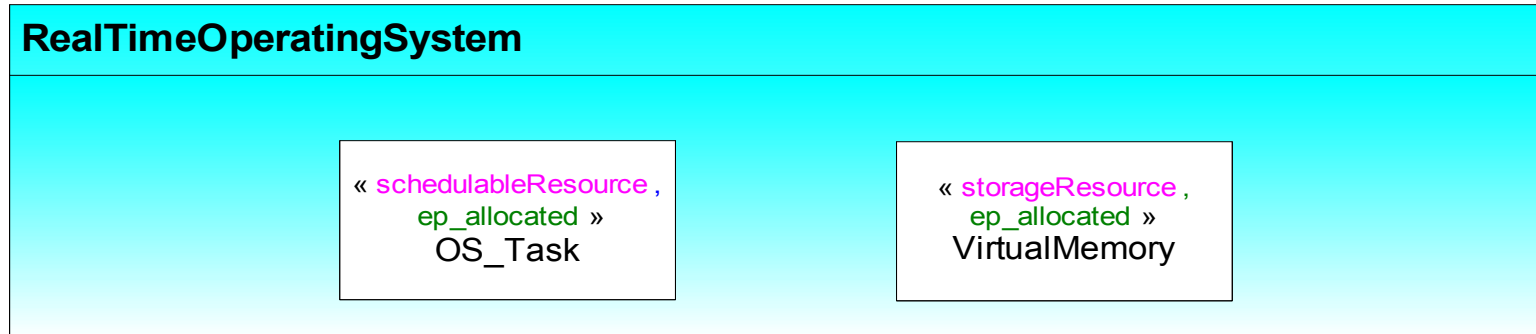 RealTimeOperatingSystem
« schedulableResource ,
ep_allocated »
OS_Task
« storageResource ,
ep_allocated »
VirtualMemory